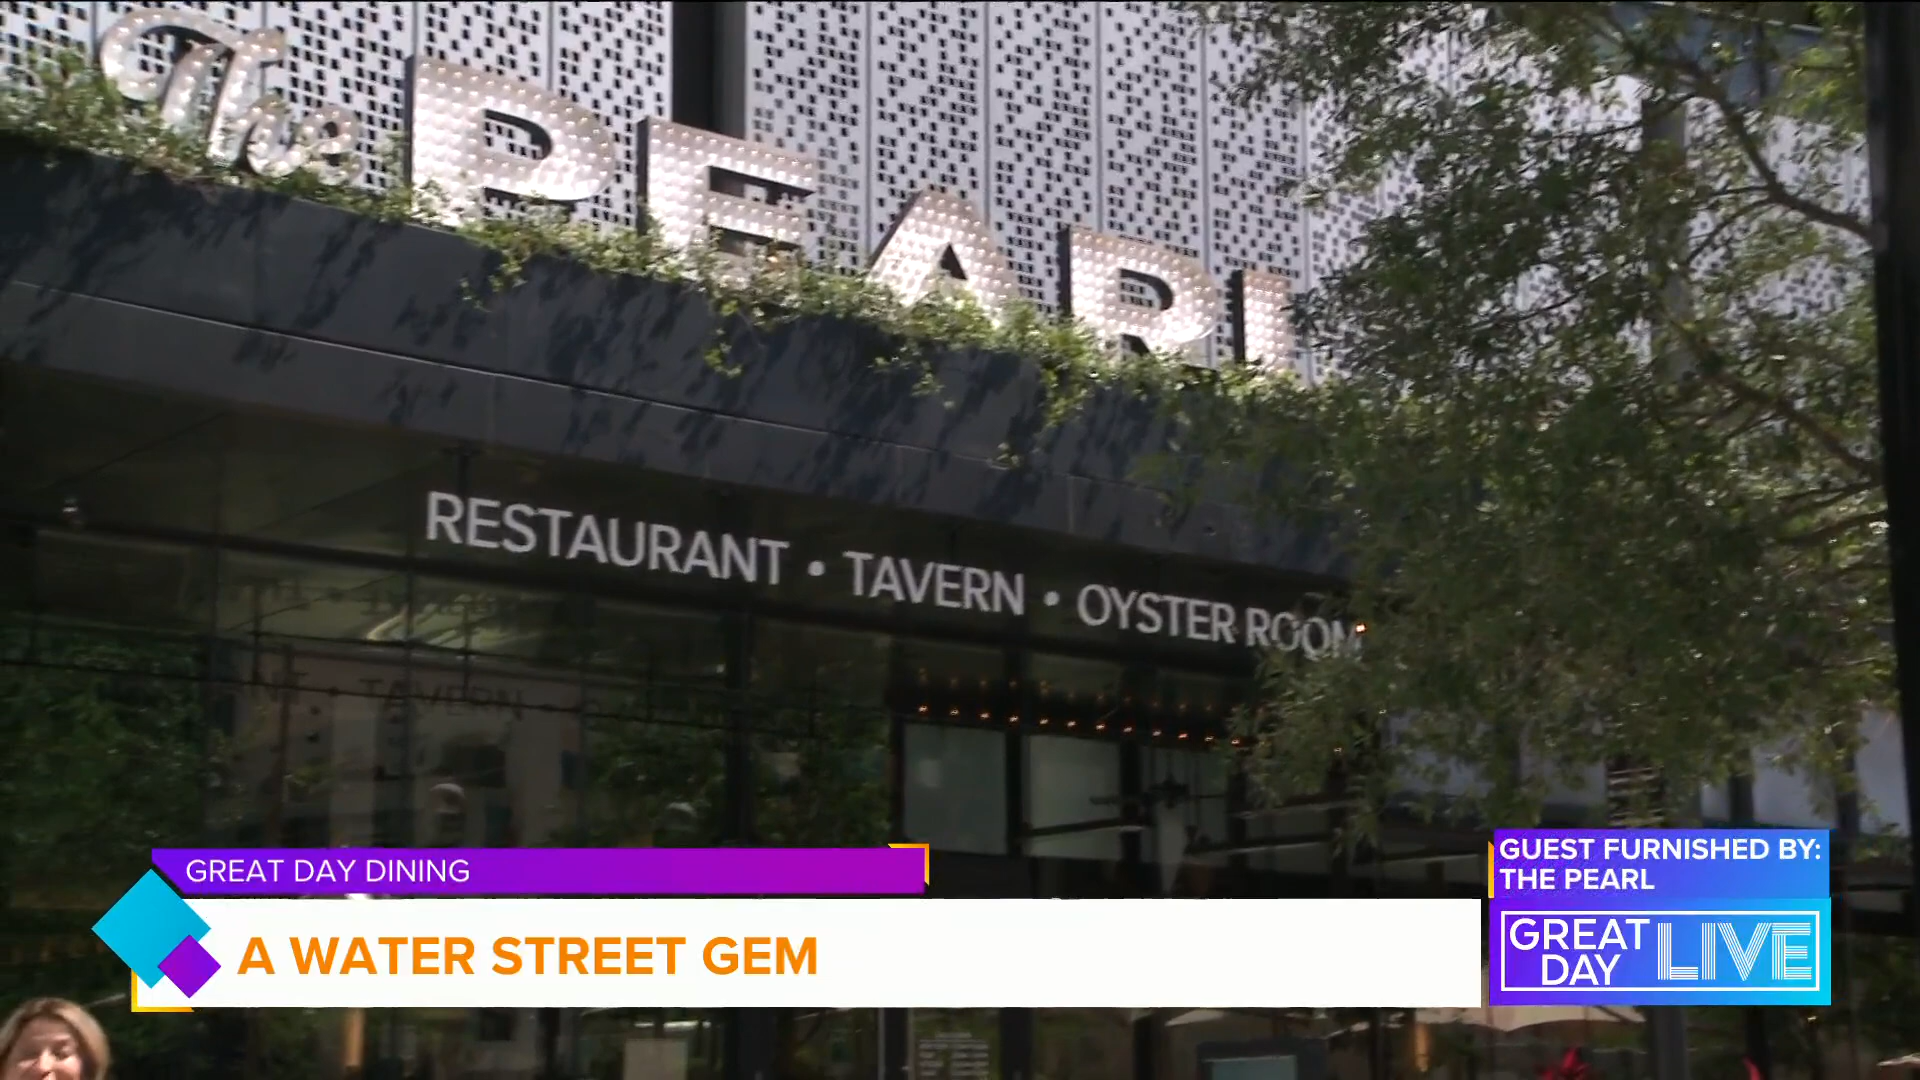 The PEARL
RESTAURANT • TAVERN • OYSTER ROOM
TAVERN
GREAT DAY DINING
A WATER STREET GEM
GUEST FURNISHED BY:
THE PEARL
GREAT DAY LIVE